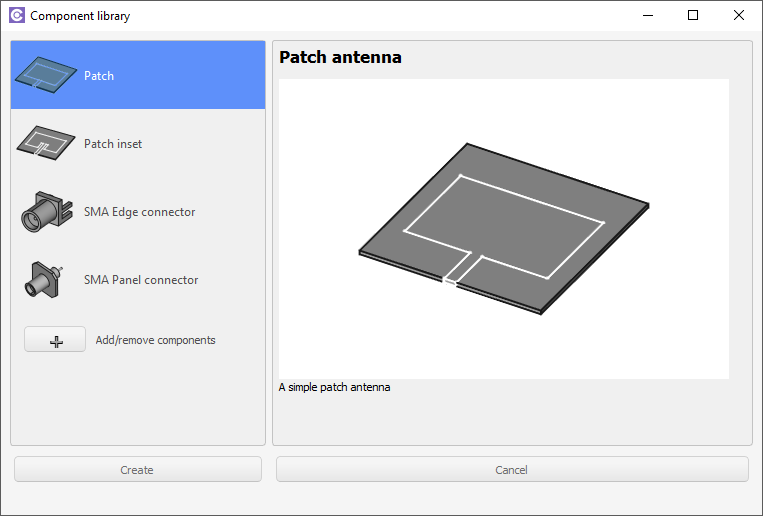 Component library
Patch
Patch inset
SMA Edge connector
SMA Panel connector
Add/remove components
Patch antenna
A simple patch antenna
Create
Cancel